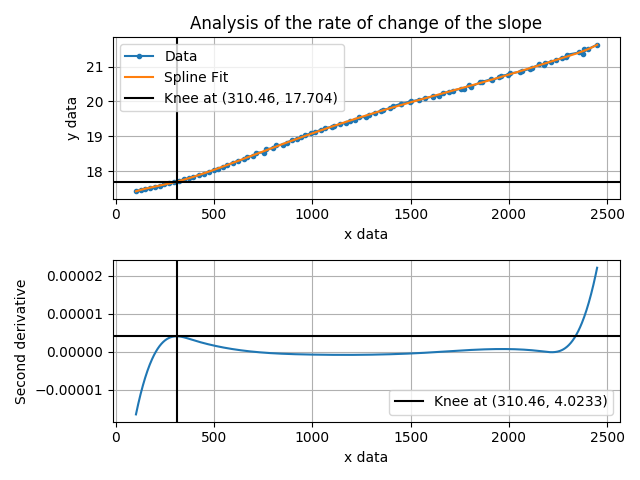 Analysis of the rate of change of the slope
Data
Spline Fit
Knee at (310.46, 17.704)
y data
21
20
19
18
0 500 1000 1500 2000 2500
x data
Second derivative
0.00002
0.00001
0.00000
−0.00001
Knee at (310.46, 4.0233)
0 500 1000 1500 2000 2500
x data